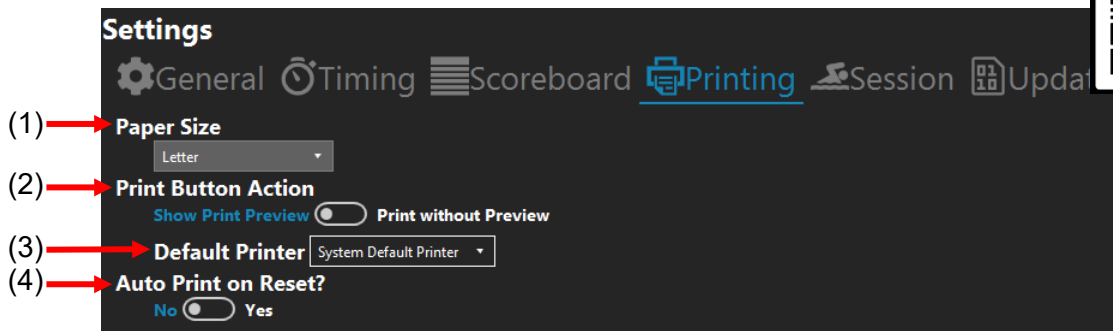 Settings
General Timing Scoreboard Printing Session Updat
(1) Paper Size
Letter
(2) Print Button Action
Show Print Preview Print without Preview
(3) Default Printer System Default Printer
(4) Auto Print on Reset?
No Yes